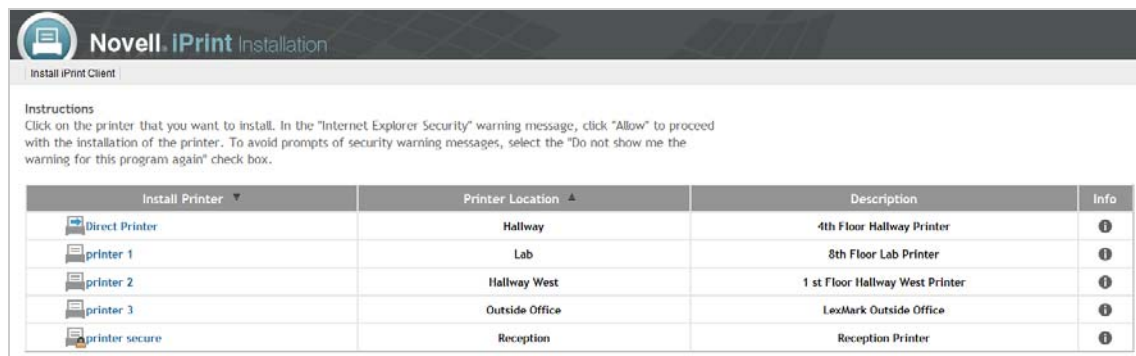 Novell® iPrint Installation
Install iPrint Client
Instructions
Click on the printer that you want to install. In the "Internet Explorer Security" warning message, click "Allow" to proceed
with the installation of the printer. To avoid prompts of security warning messages, select the "Do not show me the
warning for this program again" check box.
Install Printer ▼ Printer Location ▲ Description Info
Direct Printer Hallway 4th Floor Hallway Printer
printer 1 Lab 8th Floor Lab Printer
printer 2 Hallway West 1 st Floor Hallway West Printer
printer 3 Outside Office LexMark Outside Office
printer secure Reception Reception Printer